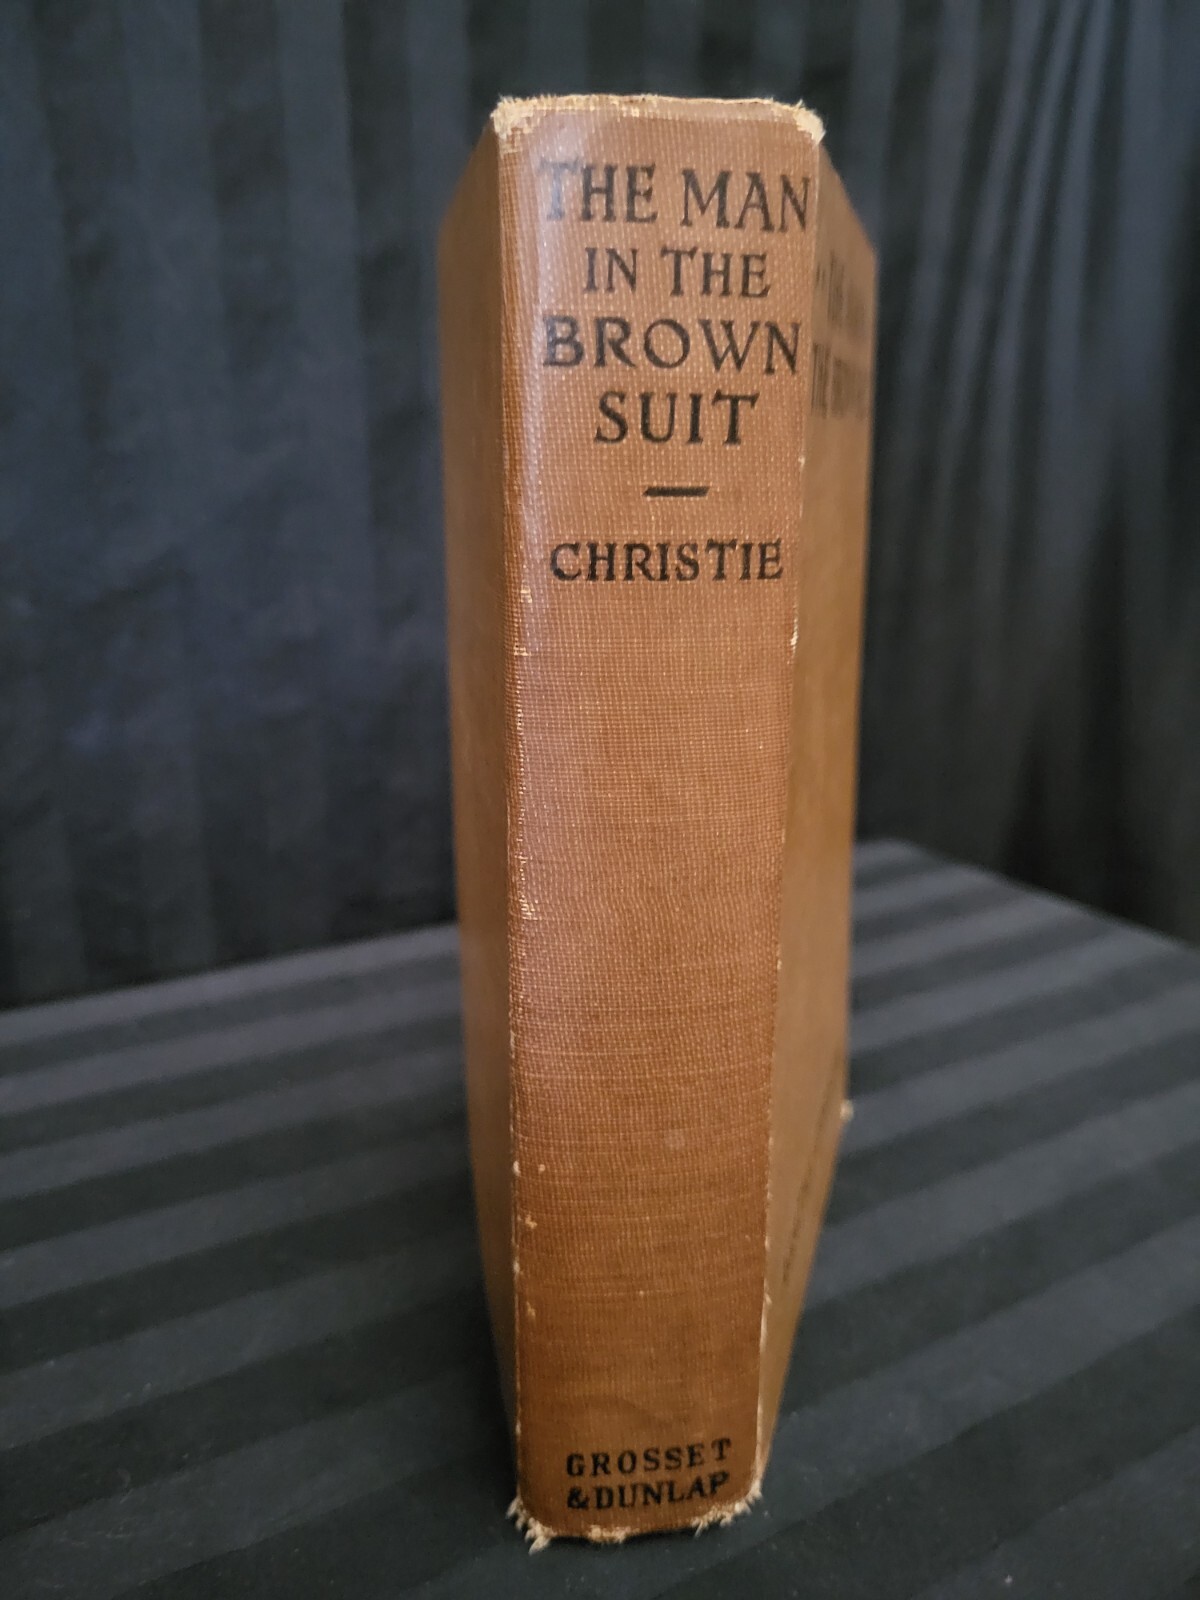 THE MAN
IN THE
BROWN
SUIT
—
CHRISTIE
GROSSET
& DUNLAP